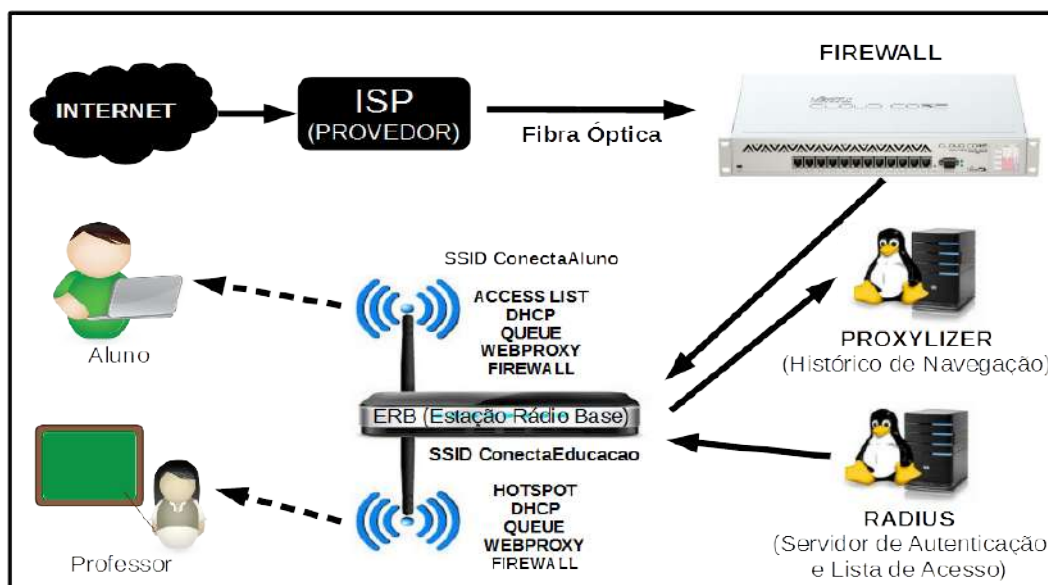 FIREWALL
INTERNET
ISP
(PROVEDOR)
Fibra Óptica
CLOUD CORE
SSID ConectaAluno
ACCESS LIST
DHCP
QUEUE
WEBPROXY
FIREWALL
Aluno
PROXYLIZER
(Histórico de Navegação)
ERB (Estação Rádio Base)
SSID ConectaEducacao
HOTSPOT
DHCP
QUEUE
WEBPROXY
FIREWALL
Professor
RADIUS
(Servidor de Autenticação
e Lista de Acesso)